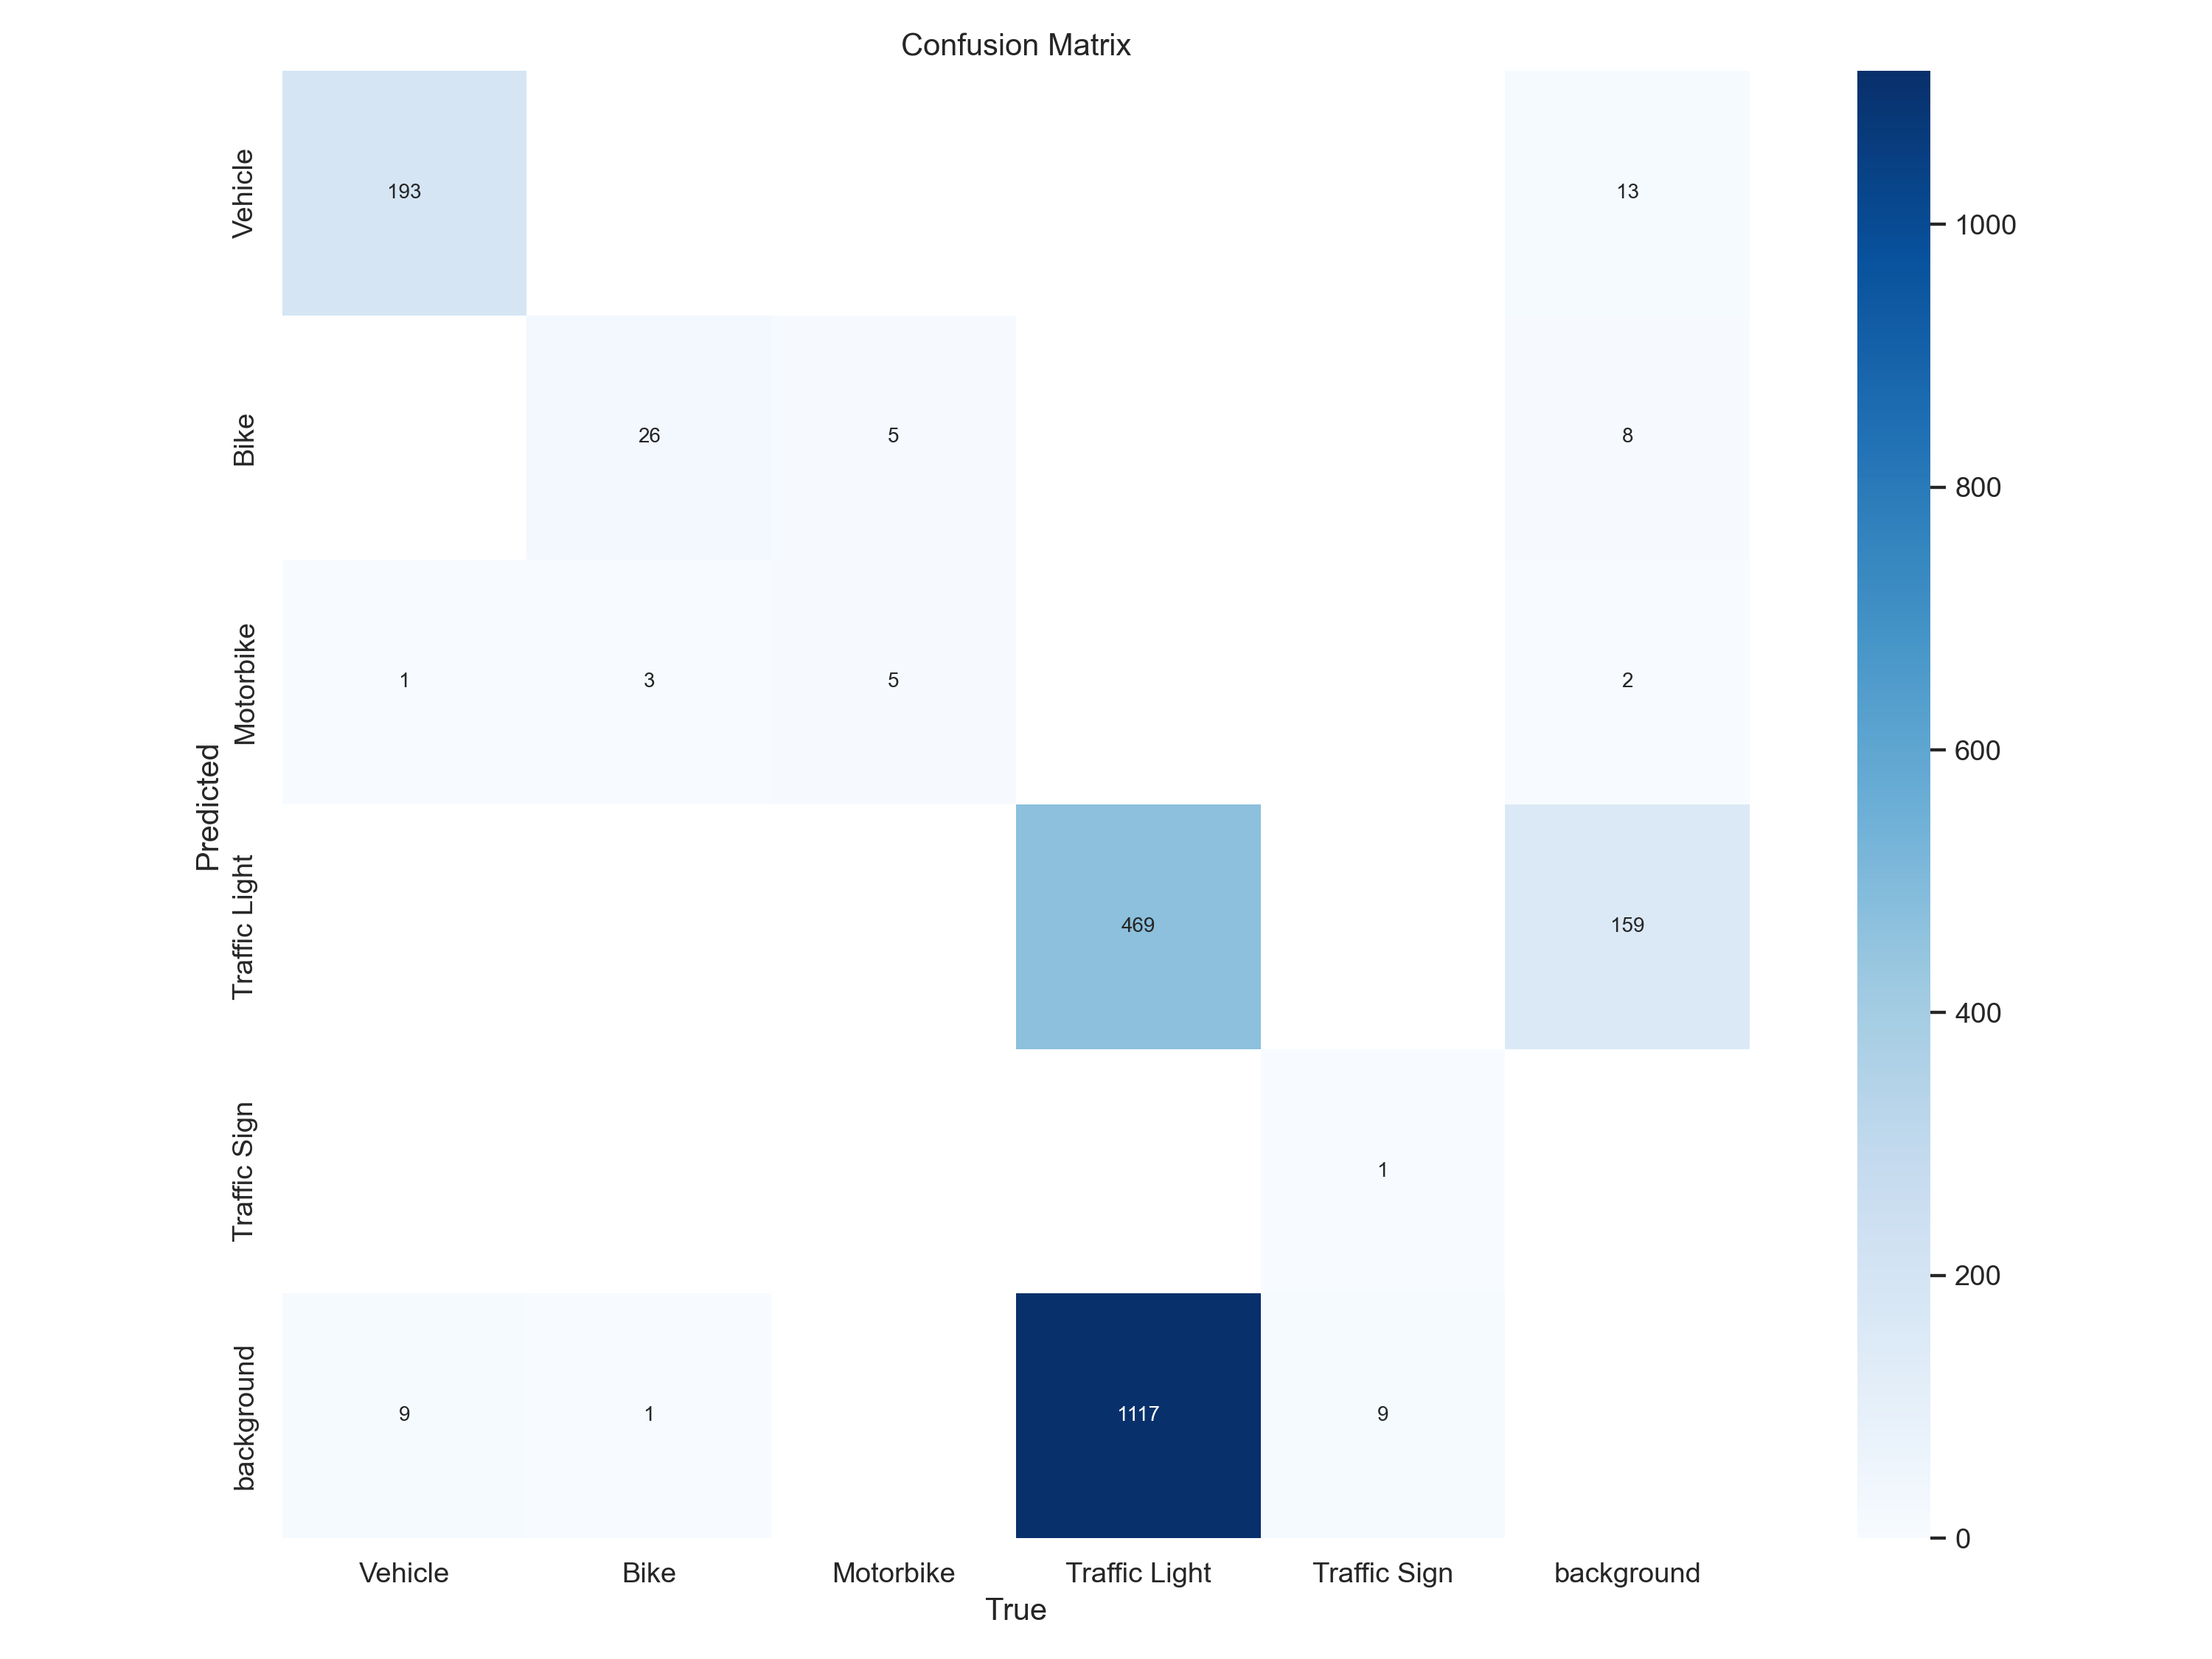 Confusion Matrix
Vehicle
193
13
1000
Bike
26
5
8
800
Motorbike
1
3
5
2
600
Predicted
Traffic Light
469
159
400
Traffic Sign
1
200
background
9
1
1117
9
0
Vehicle
Bike
Motorbike
Traffic Light
Traffic Sign
background
True